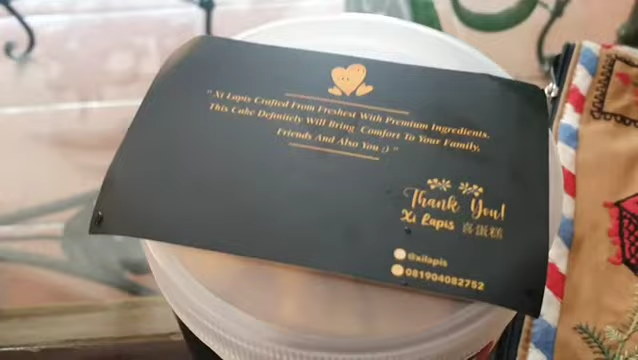 " Xi Lapis Crafted From Freshest With Premium Ingredients.
This Cake Definitely Will Bring Comfort To Your Family,
Friends And Also You :) "
Thank You!
Xi Lapis 喜蛋糕
@xilapis
081904082752